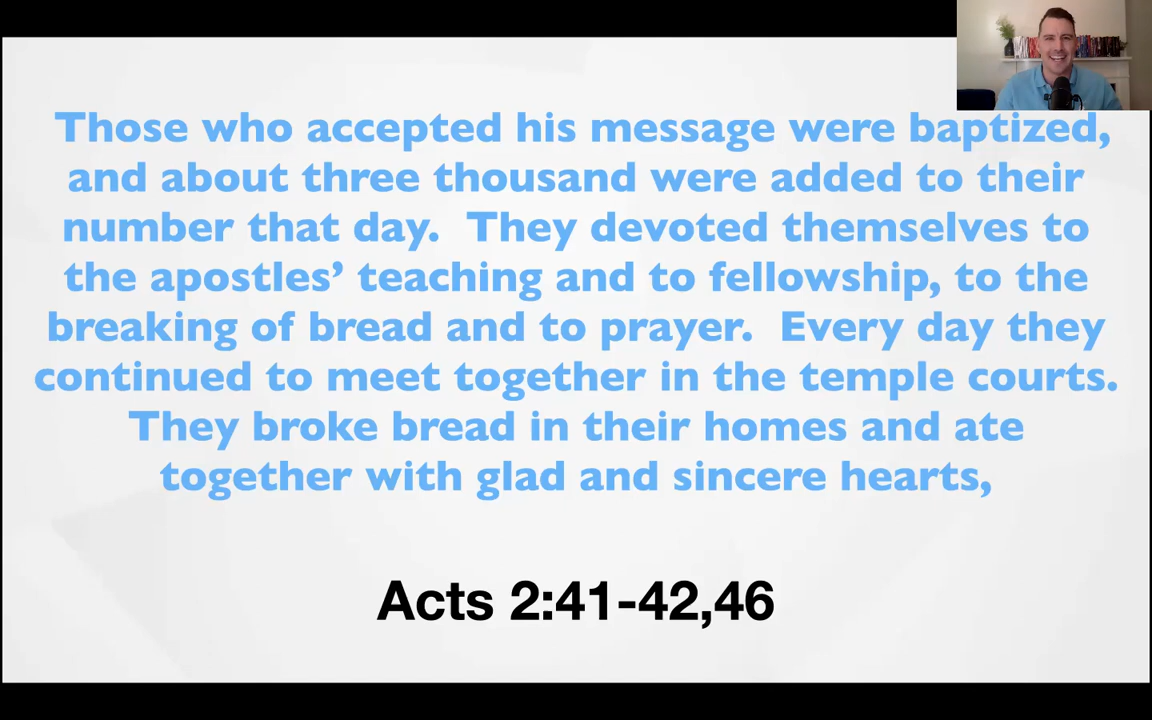 Those who accepted his message were baptized,
and about three thousand were added to their
number that day.  They devoted themselves to
the apostles’ teaching and to fellowship, to the
breaking of bread and to prayer.  Every day they
continued to meet together in the temple courts.
They broke bread in their homes and ate
together with glad and sincere hearts,
Acts 2:41-42,46